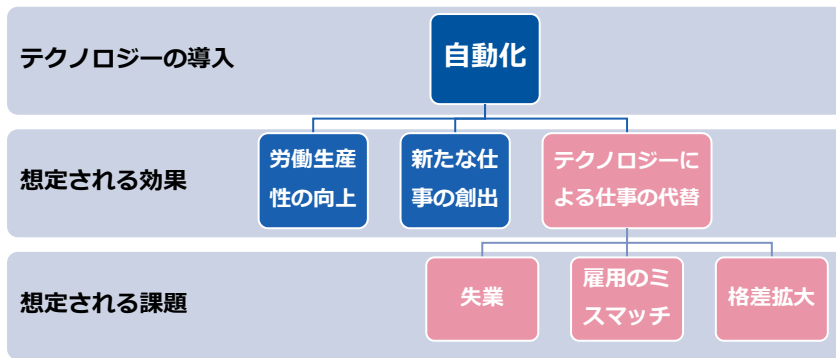 テクノロジーの導入
自動化
想定される効果
労働生産
性の向上
新たな仕
事の創出
テクノロジーに
よる仕事の代替
想定される課題
失業
雇用のミ
スマッチ
格差拡大